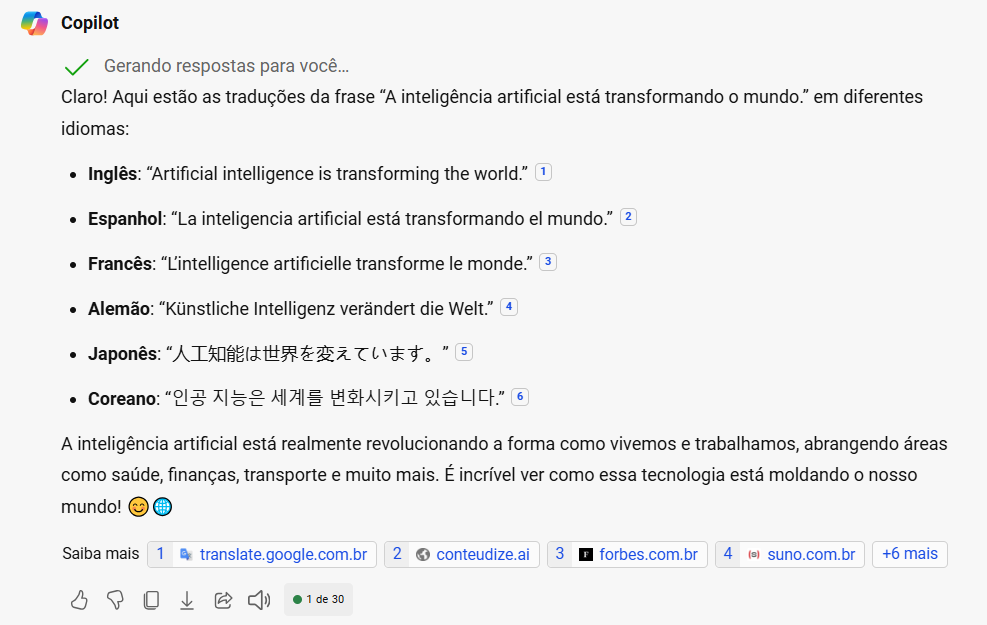 Copilot
Gerando respostas para você…
Claro! Aqui estão as traduções da frase “A inteligência artificial está transformando o mundo.” em diferentes
idiomas:
• Inglês: “Artificial intelligence is transforming the world.” 1
• Espanhol: “La inteligencia artificial está transformando el mundo.” 2
• Francês: “L’intelligence artificielle transforme le monde.” 3
• Alemão: “Künstliche Intelligenz verändert die Welt.” 4
• Japonês: “人工知能は世界を変えています。” 5
• Coreano: “인공 지능은 세계를 변화시키고 있습니다.” 6
A inteligência artificial está realmente revolucionando a forma como vivemos e trabalhamos, abrangendo áreas
como saúde, finanças, transporte e muito mais. É incrível ver como essa tecnologia está moldando o nosso
mundo! 😊🌐
Saiba mais 1 translate.google.com.br 2 conteudize.ai 3 F forbes.com.br 4 (s) suno.com.br +6 mais
1 de 30